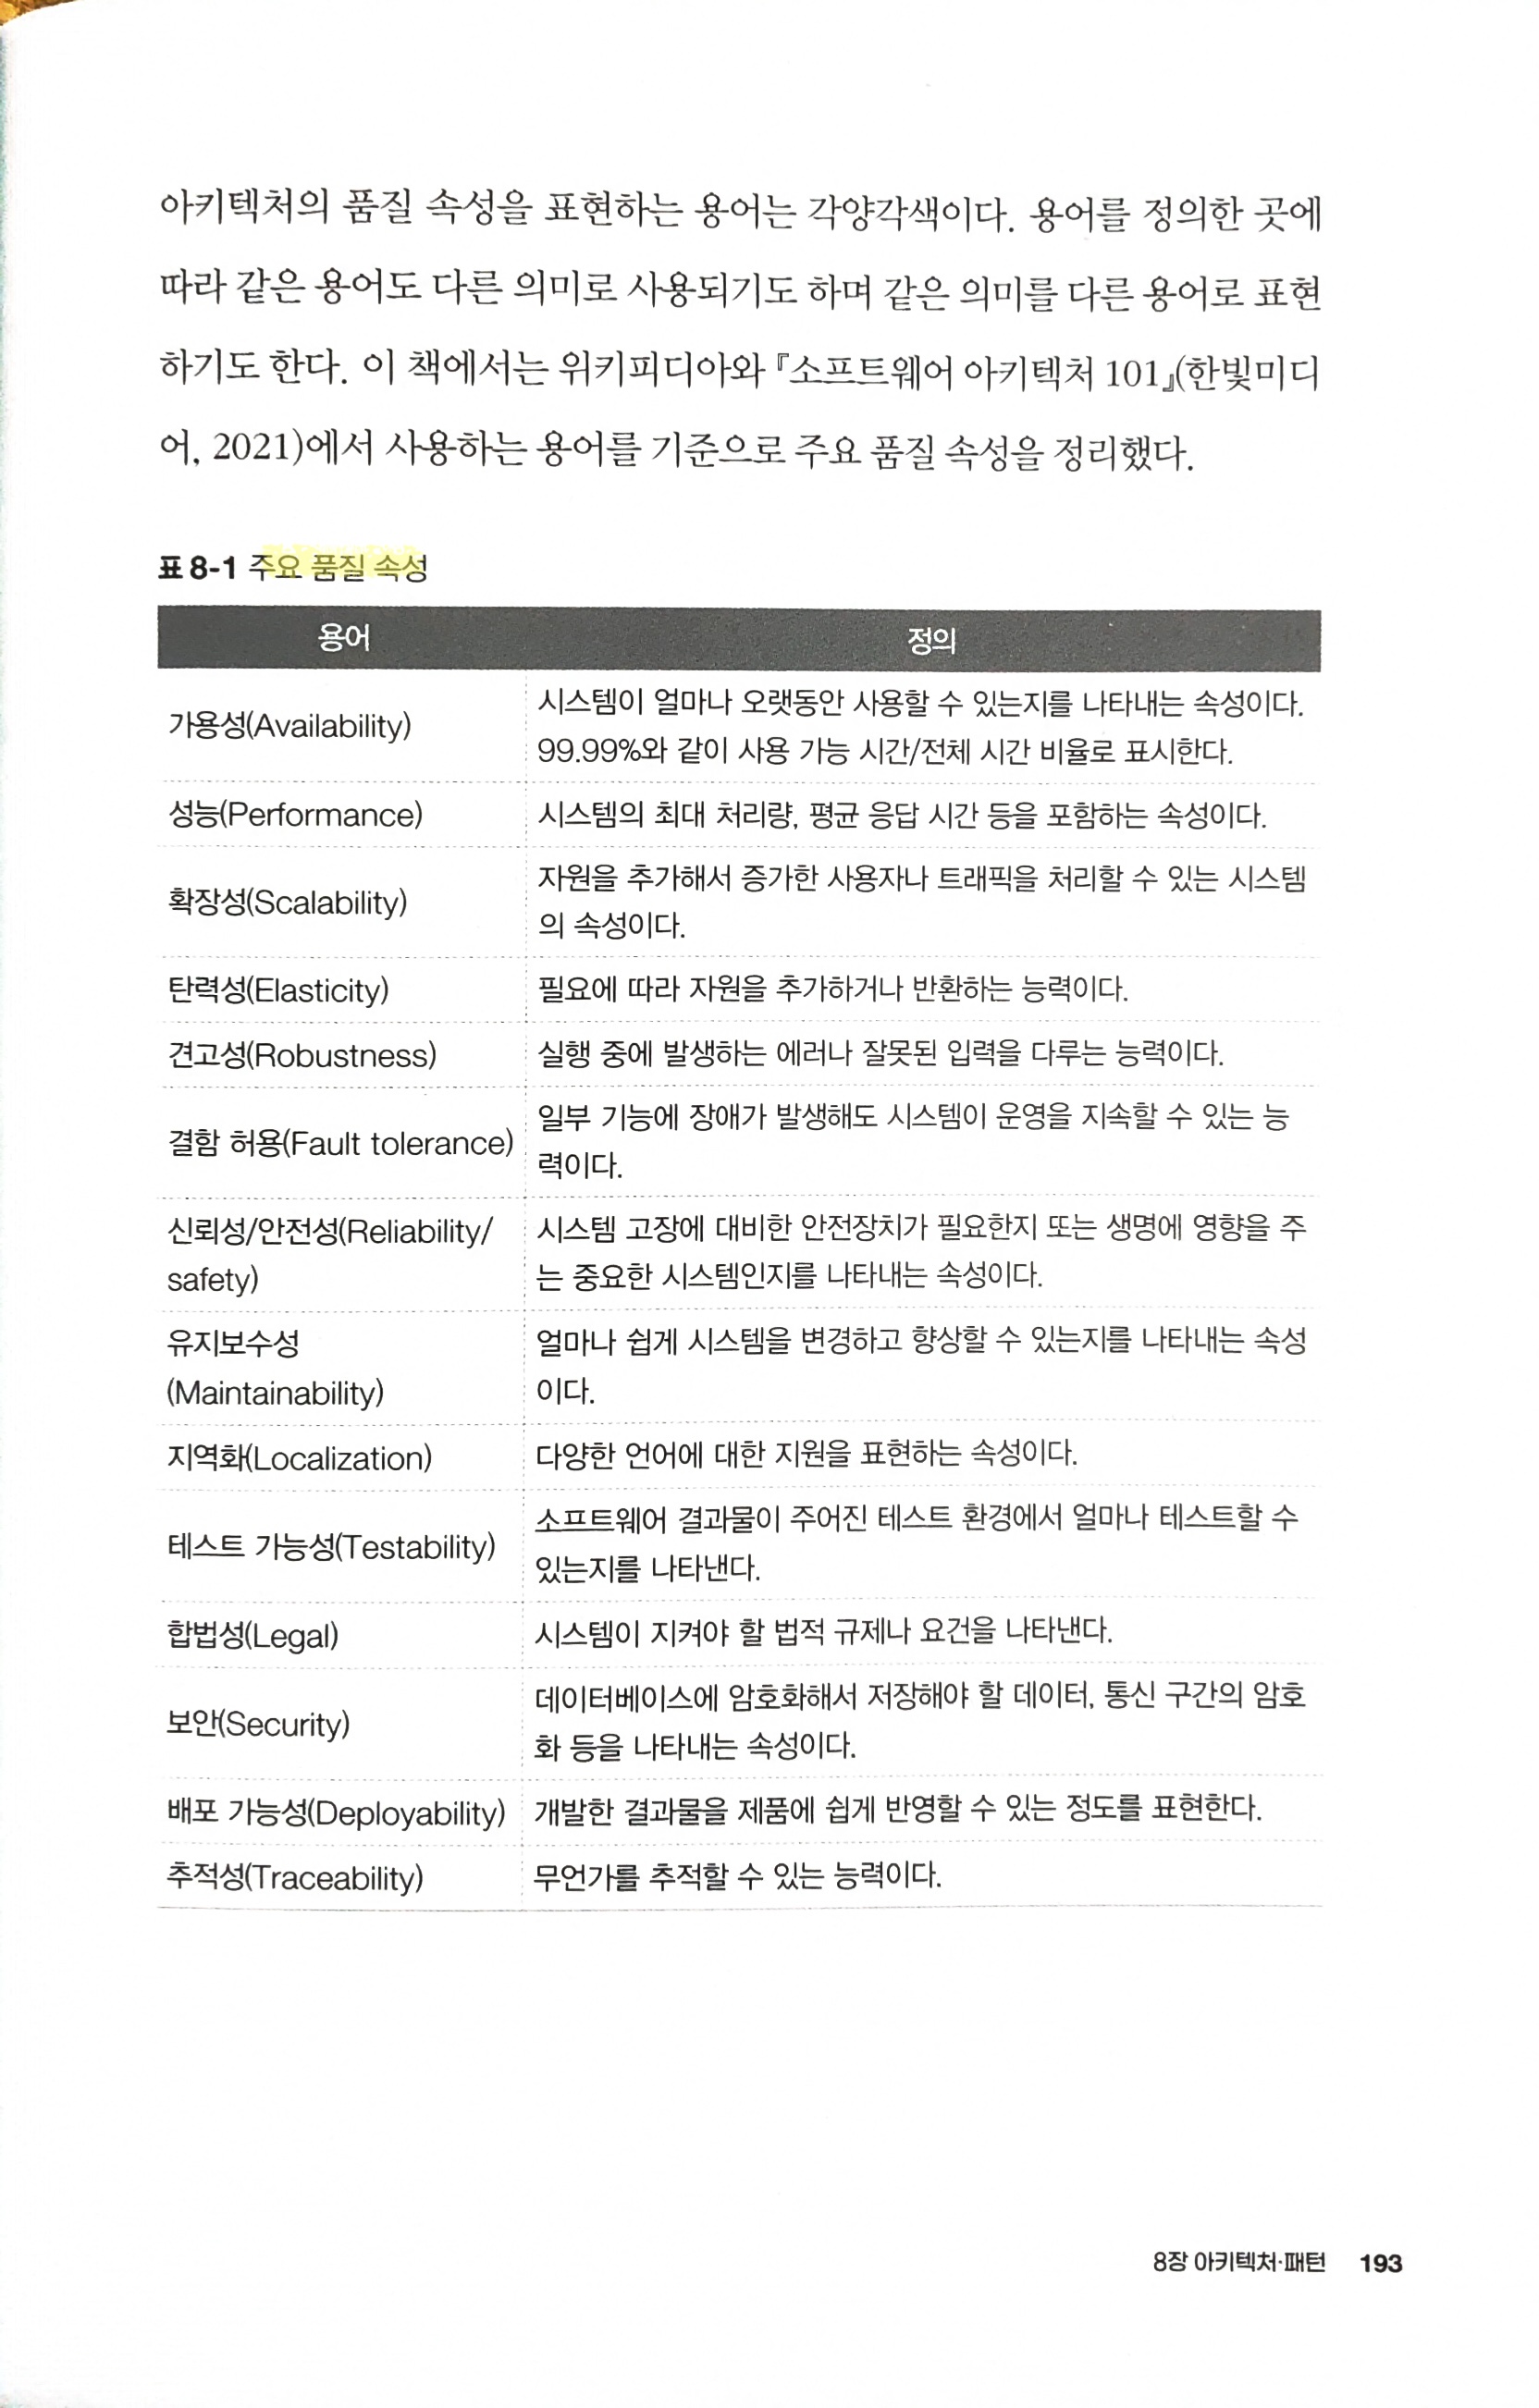 아키텍처의 품질 속성을 표현하는 용어는 각양각색이다. 용어를 정의한 곳에
따라 같은 용어도 다른 의미로 사용되기도 하며 같은 의미를 다른 용어로 표현
하기도 한다. 이 책에서는 위키피디아와 『소프트웨어 아키텍처 101』(한빛미디
어, 2021)에서 사용하는 용어를 기준으로 주요 품질 속성을 정리했다.
표 8-1 주요 품질 속성
용어 정의
가용성(Availability)
시스템이 얼마나 오랫동안 사용할 수 있는지를 나타내는 속성이다.
99.99%와 같이 사용 가능 시간/전체 시간 비율로 표시한다.
성능(Performance) 시스템의 최대 처리량, 평균 응답 시간 등을 포함하는 속성이다.
확장성(Scalability)
자원을 추가해서 증가한 사용자나 트래픽을 처리할 수 있는 시스템
의 속성이다.
탄력성(Elasticity) 필요에 따라 자원을 추가하거나 반환하는 능력이다.
견고성(Robustness) 실행 중에 발생하는 에러나 잘못된 입력을 다루는 능력이다.
결함 허용(Fault tolerance)
일부 기능에 장애가 발생해도 시스템이 운영을 지속할 수 있는 능
력이다.
신뢰성/안전성(Reliability/
safety)
시스템 고장에 대비한 안전장치가 필요한지 또는 생명에 영향을 주
는 중요한 시스템인지를 나타내는 속성이다.
유지보수성
(Maintainability)
얼마나 쉽게 시스템을 변경하고 향상할 수 있는지를 나타내는 속성
이다.
지역화(Localization) 다양한 언어에 대한 지원을 표현하는 속성이다.
테스트 가능성(Testability)
소프트웨어 결과물이 주어진 테스트 환경에서 얼마나 테스트할 수
있는지를 나타낸다.
합법성(Legal) 시스템이 지켜야 할 법적 규제나 요건을 나타낸다.
보안(Security)
데이터베이스에 암호화해서 저장해야 할 데이터, 통신 구간의 암호
화 등을 나타내는 속성이다.
배포 가능성(Deployability) 개발한 결과물을 제품에 쉽게 반영할 수 있는 정도를 표현한다.
추적성(Traceability) 무언가를 추적할 수 있는 능력이다.
8장 아키텍처·패턴 193